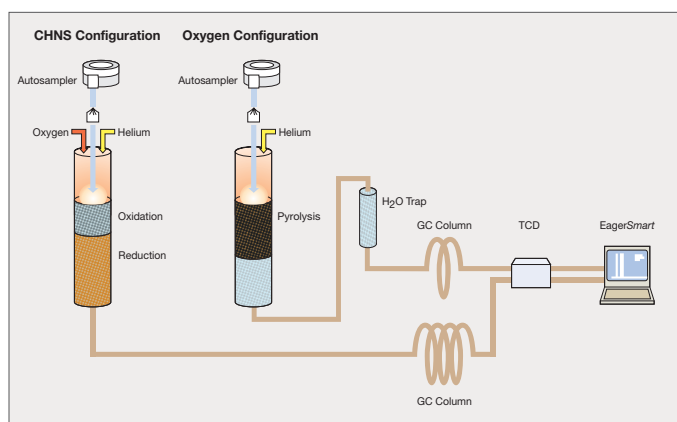 CHNS Configuration
Oxygen Configuration
Autosampler
Autosampler
Oxygen
Helium
Helium
H2O Trap
Oxidation
Pyrolysis
GC Column
TCD
EagerSmart
Reduction
GC Column